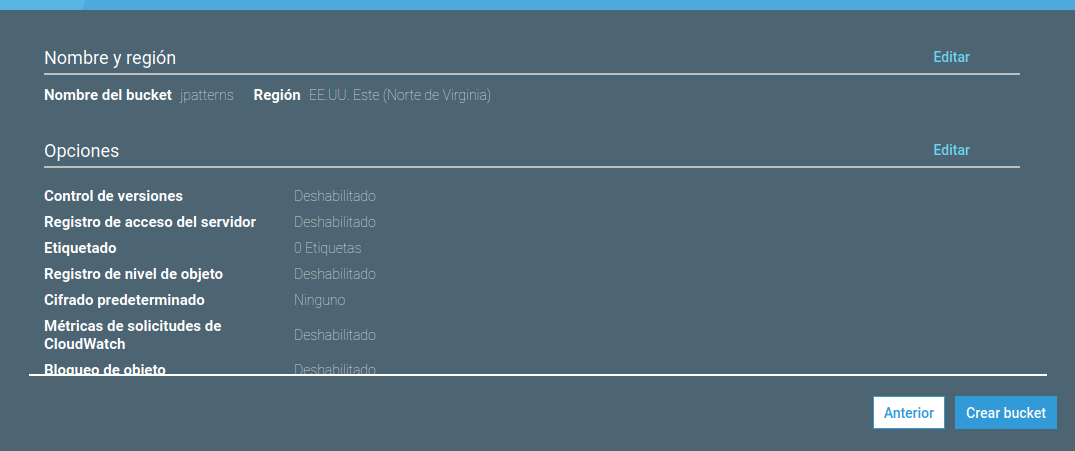 Nombre y región Editar
Nombre del bucket jpatterns Región EE.UU. Este (Norte de Virginia)
Opciones Editar
Control de versiones Deshabilitado
Registro de acceso del servidor Deshabilitado
Etiquetado 0 Etiquetas
Registro de nivel de objeto Deshabilitado
Cifrado predeterminado Ninguno
Métricas de solicitudes de
CloudWatch Deshabilitado
Bloqueo de objeto Deshabilitado
Anterior Crear bucket